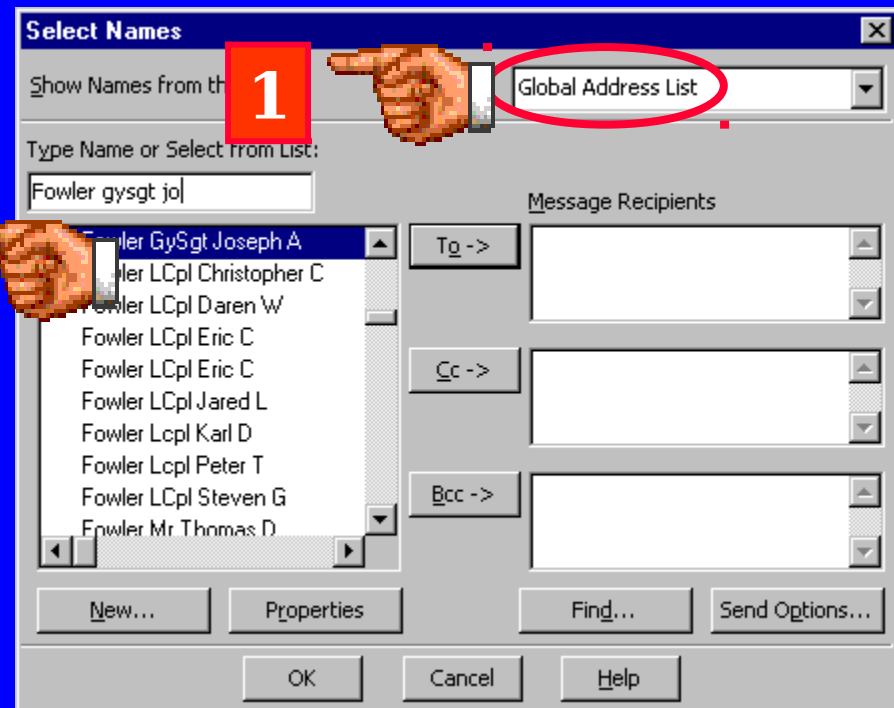 Select Names
Show Names from th
1
Global Address List
Type Name or Select from List:
Fowler gysgt jo
Message Recipients
Fowler GySgt Joseph A
To ->
Fowler LCpl Christopher C
Fowler LCpl Daren W
Fowler LCpl Eric C
Fowler LCpl Eric C
Cc ->
Fowler LCpl Jared L
Fowler Lcpl Karl D
Fowler Lcpl Peter T
Fowler LCpl Steven G
Bcc ->
Fowler Mr Thomas D
New... Properties Find... Send Options...
OK Cancel Help